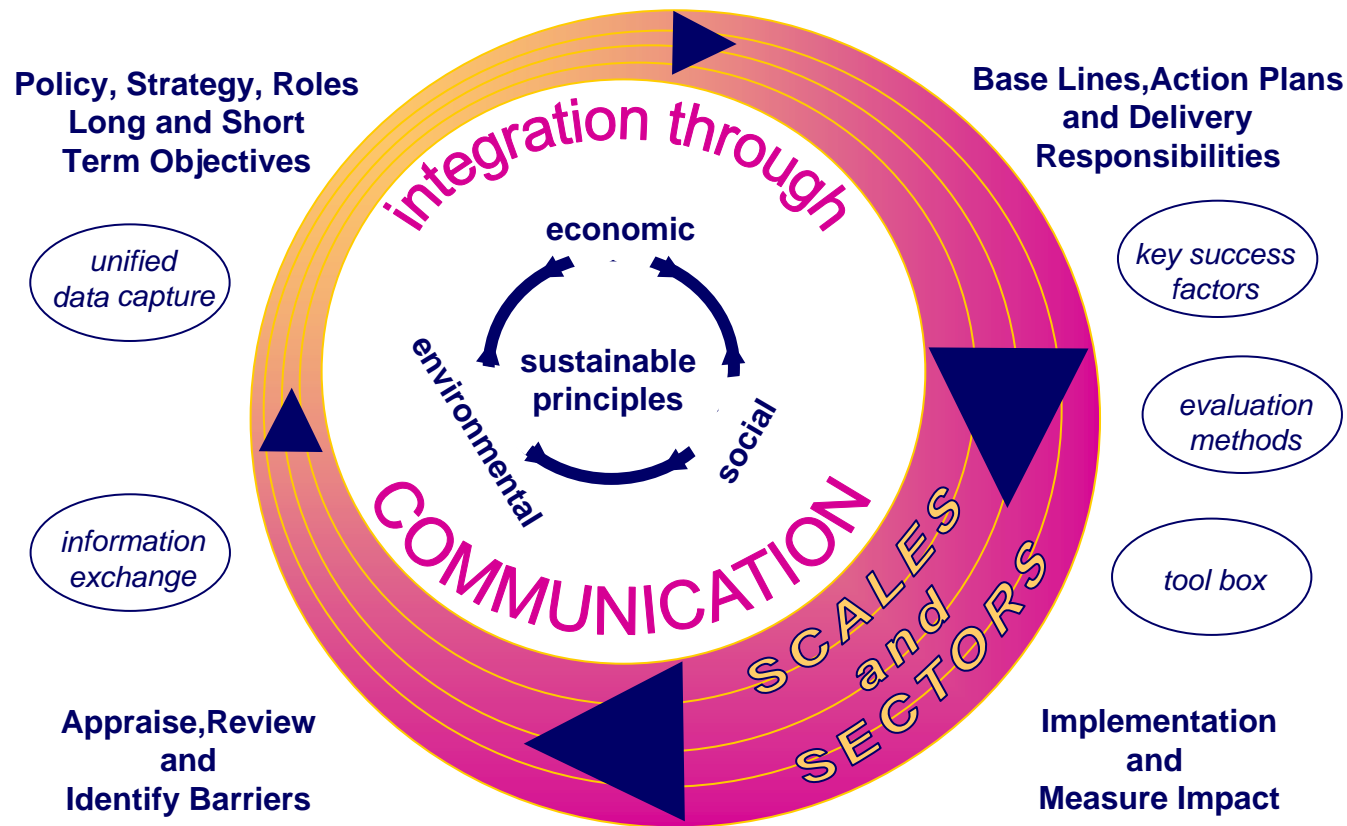 Policy, Strategy, Roles
Long and Short
Term Objectives
Base Lines,Action Plans
and Delivery
Responsibilities
integration through
economic
unified
data capture
key success
factors
sustainable
principles
environmental
social
evaluation
methods
COMMUNICATION
information
exchange
tool box
SCALES
and
SECTORS
Appraise,Review
and
Identify Barriers
Implementation
and
Measure Impact